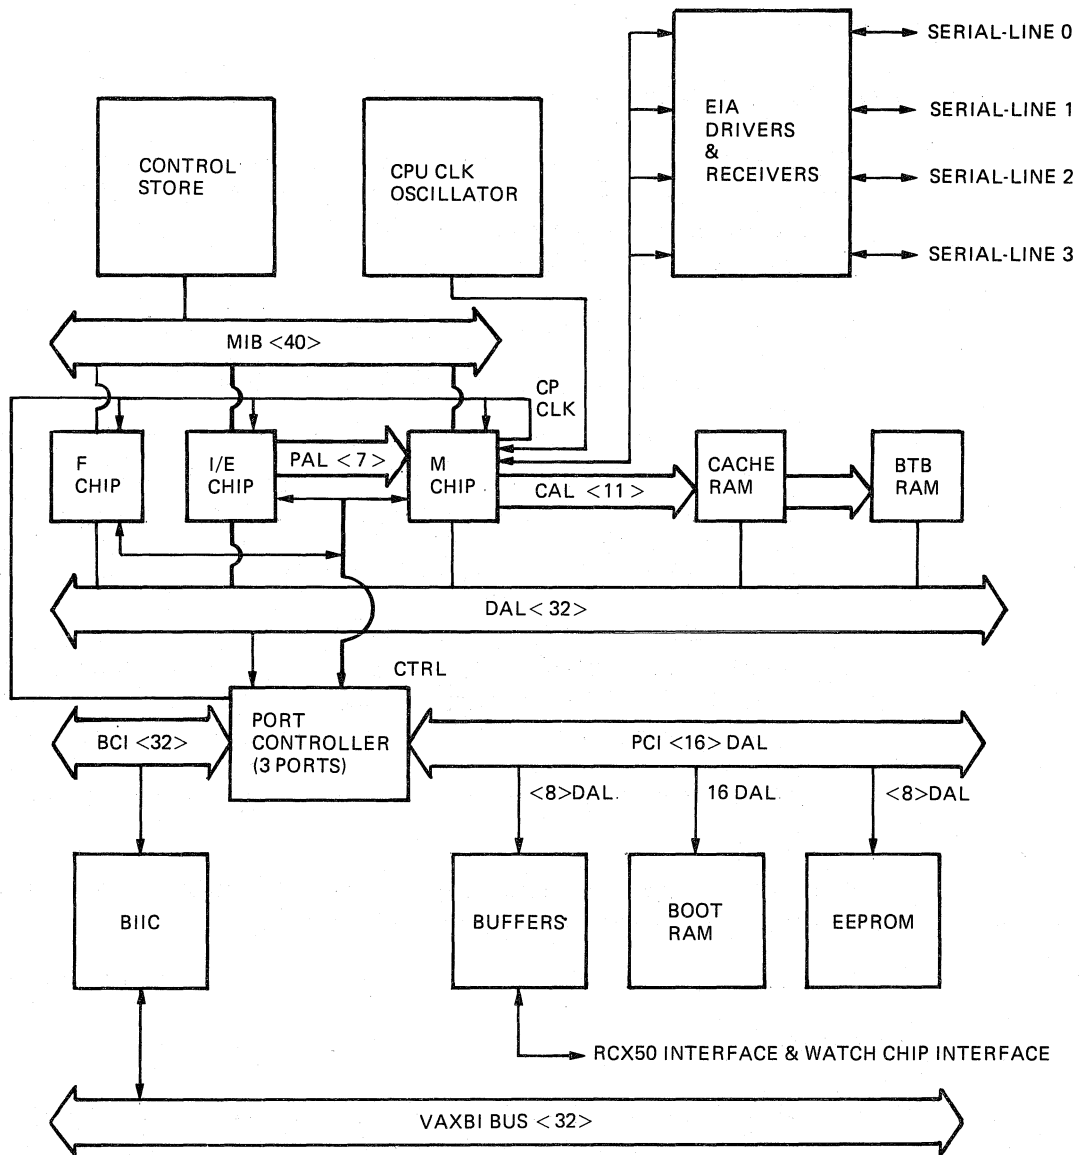 SERIAL-LINE 0
EIA
DRIVERS
&
RECEIVERS
SERIAL-LINE 1
SERIAL-LINE 2
SERIAL-LINE 3
CONTROL
STORE
CPU CLK
OSCILLATOR
MIB <40>
CP
CLK
F
CHIP
I/E
CHIP
PAL <7>
M
CHIP
CAL <11>
CACHE
RAM
BTB
RAM
DAL<32>
CTRL
BCI <32>
PORT
CONTROLLER
(3 PORTS)
PCI <16> DAL
<8>DAL
16 DAL
<8>DAL
BIIC
BUFFERS
BOOT
RAM
EEPROM
RCX50 INTERFACE & WATCH CHIP INTERFACE
VAXBI BUS <32>